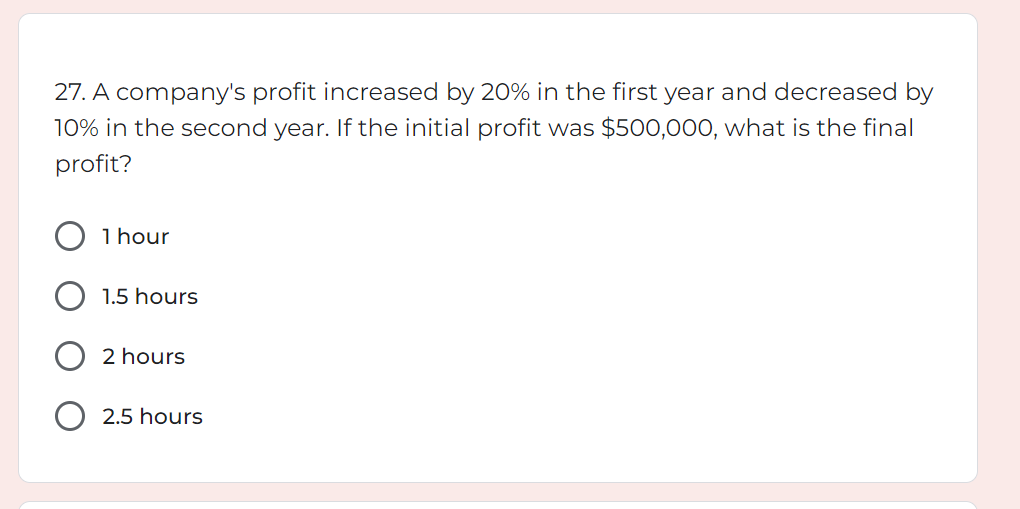 27. A company's profit increased by 20% in the first year and decreased by
10% in the second year. If the initial profit was $500,000, what is the final
profit?
1 hour
1.5 hours
2 hours
2.5 hours